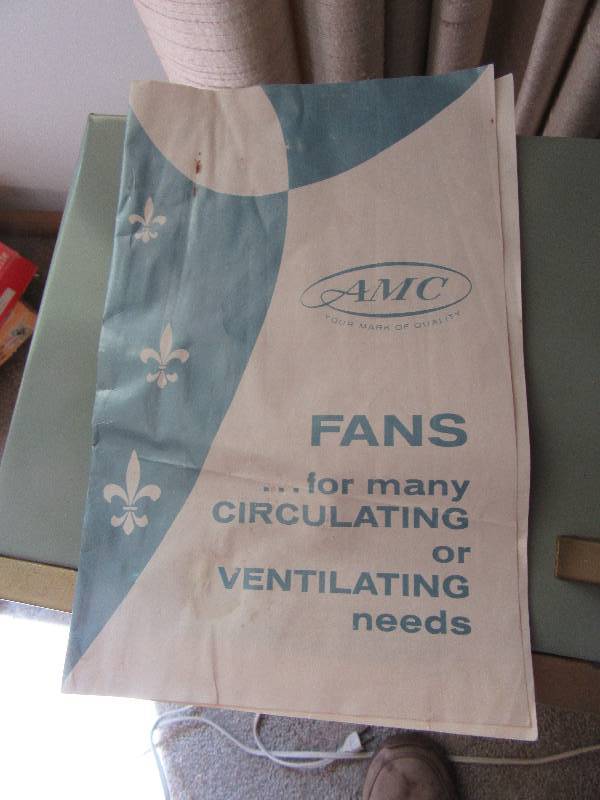 AMC
YOUR MARK OF QUALITY
FANS
...for many
CIRCULATING
or
VENTILATING
needs